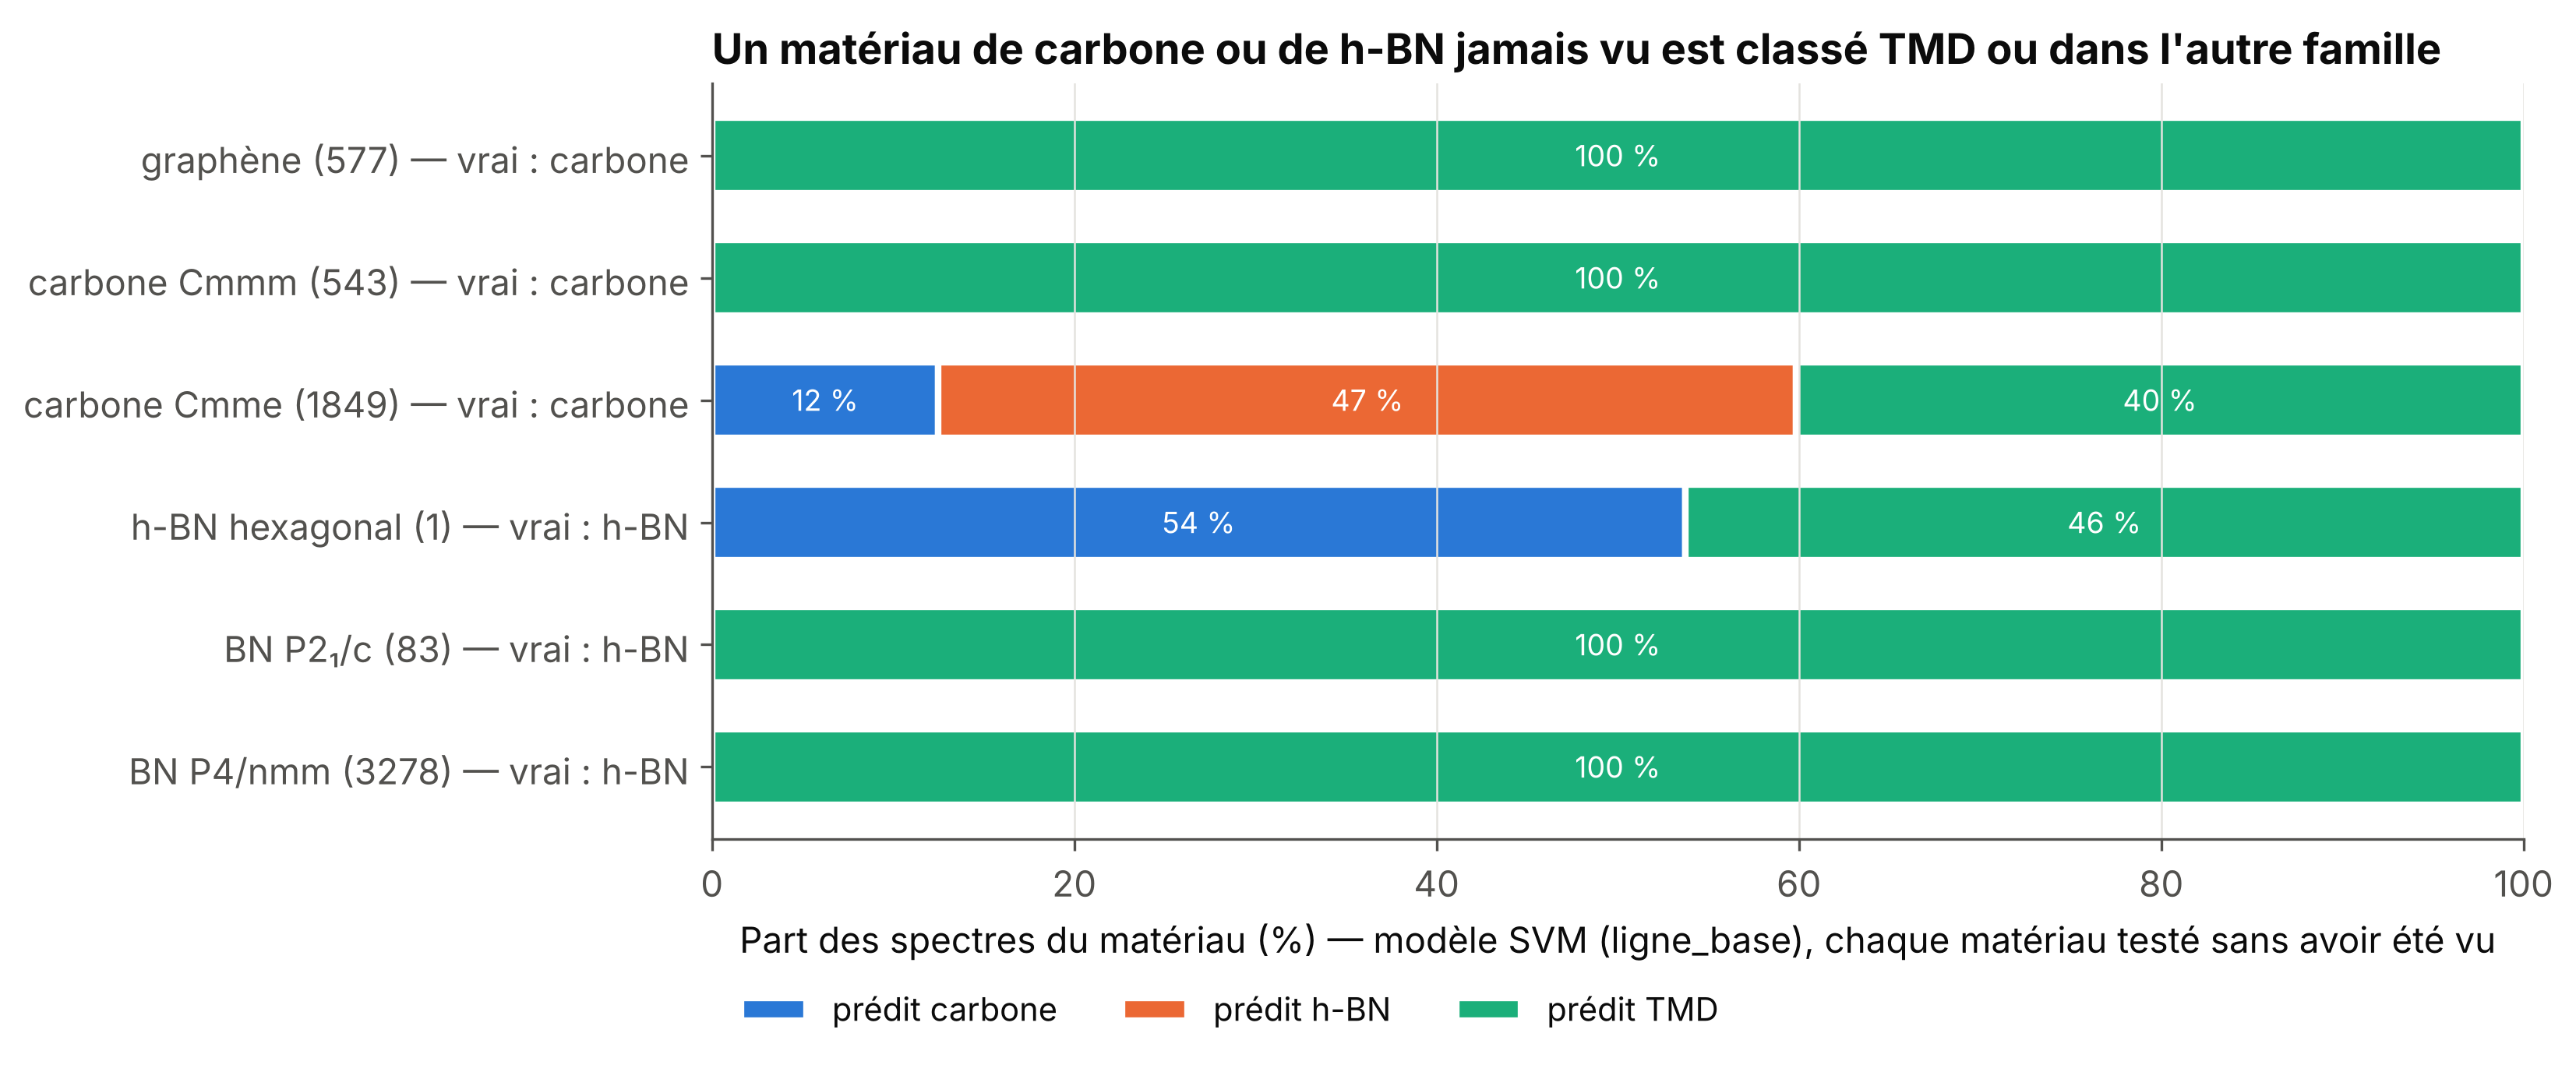 Un matériau de carbone ou de h-BN jamais vu est classé TMD ou dans l'autre famille
graphène (577) — vrai : carbone
100 %
carbone Cmmm (543) — vrai : carbone
100 %
carbone Cmme (1849) — vrai : carbone
12 %
47 %
40 %
h-BN hexagonal (1) — vrai : h-BN
54 %
46 %
BN P2₁/c (83) — vrai : h-BN
100 %
BN P4/nmm (3278) — vrai : h-BN
100 %
0 20 40 60 80 100
Part des spectres du matériau (%) — modèle SVM (ligne_base), chaque matériau testé sans avoir été vu
prédit carbone prédit h-BN prédit TMD